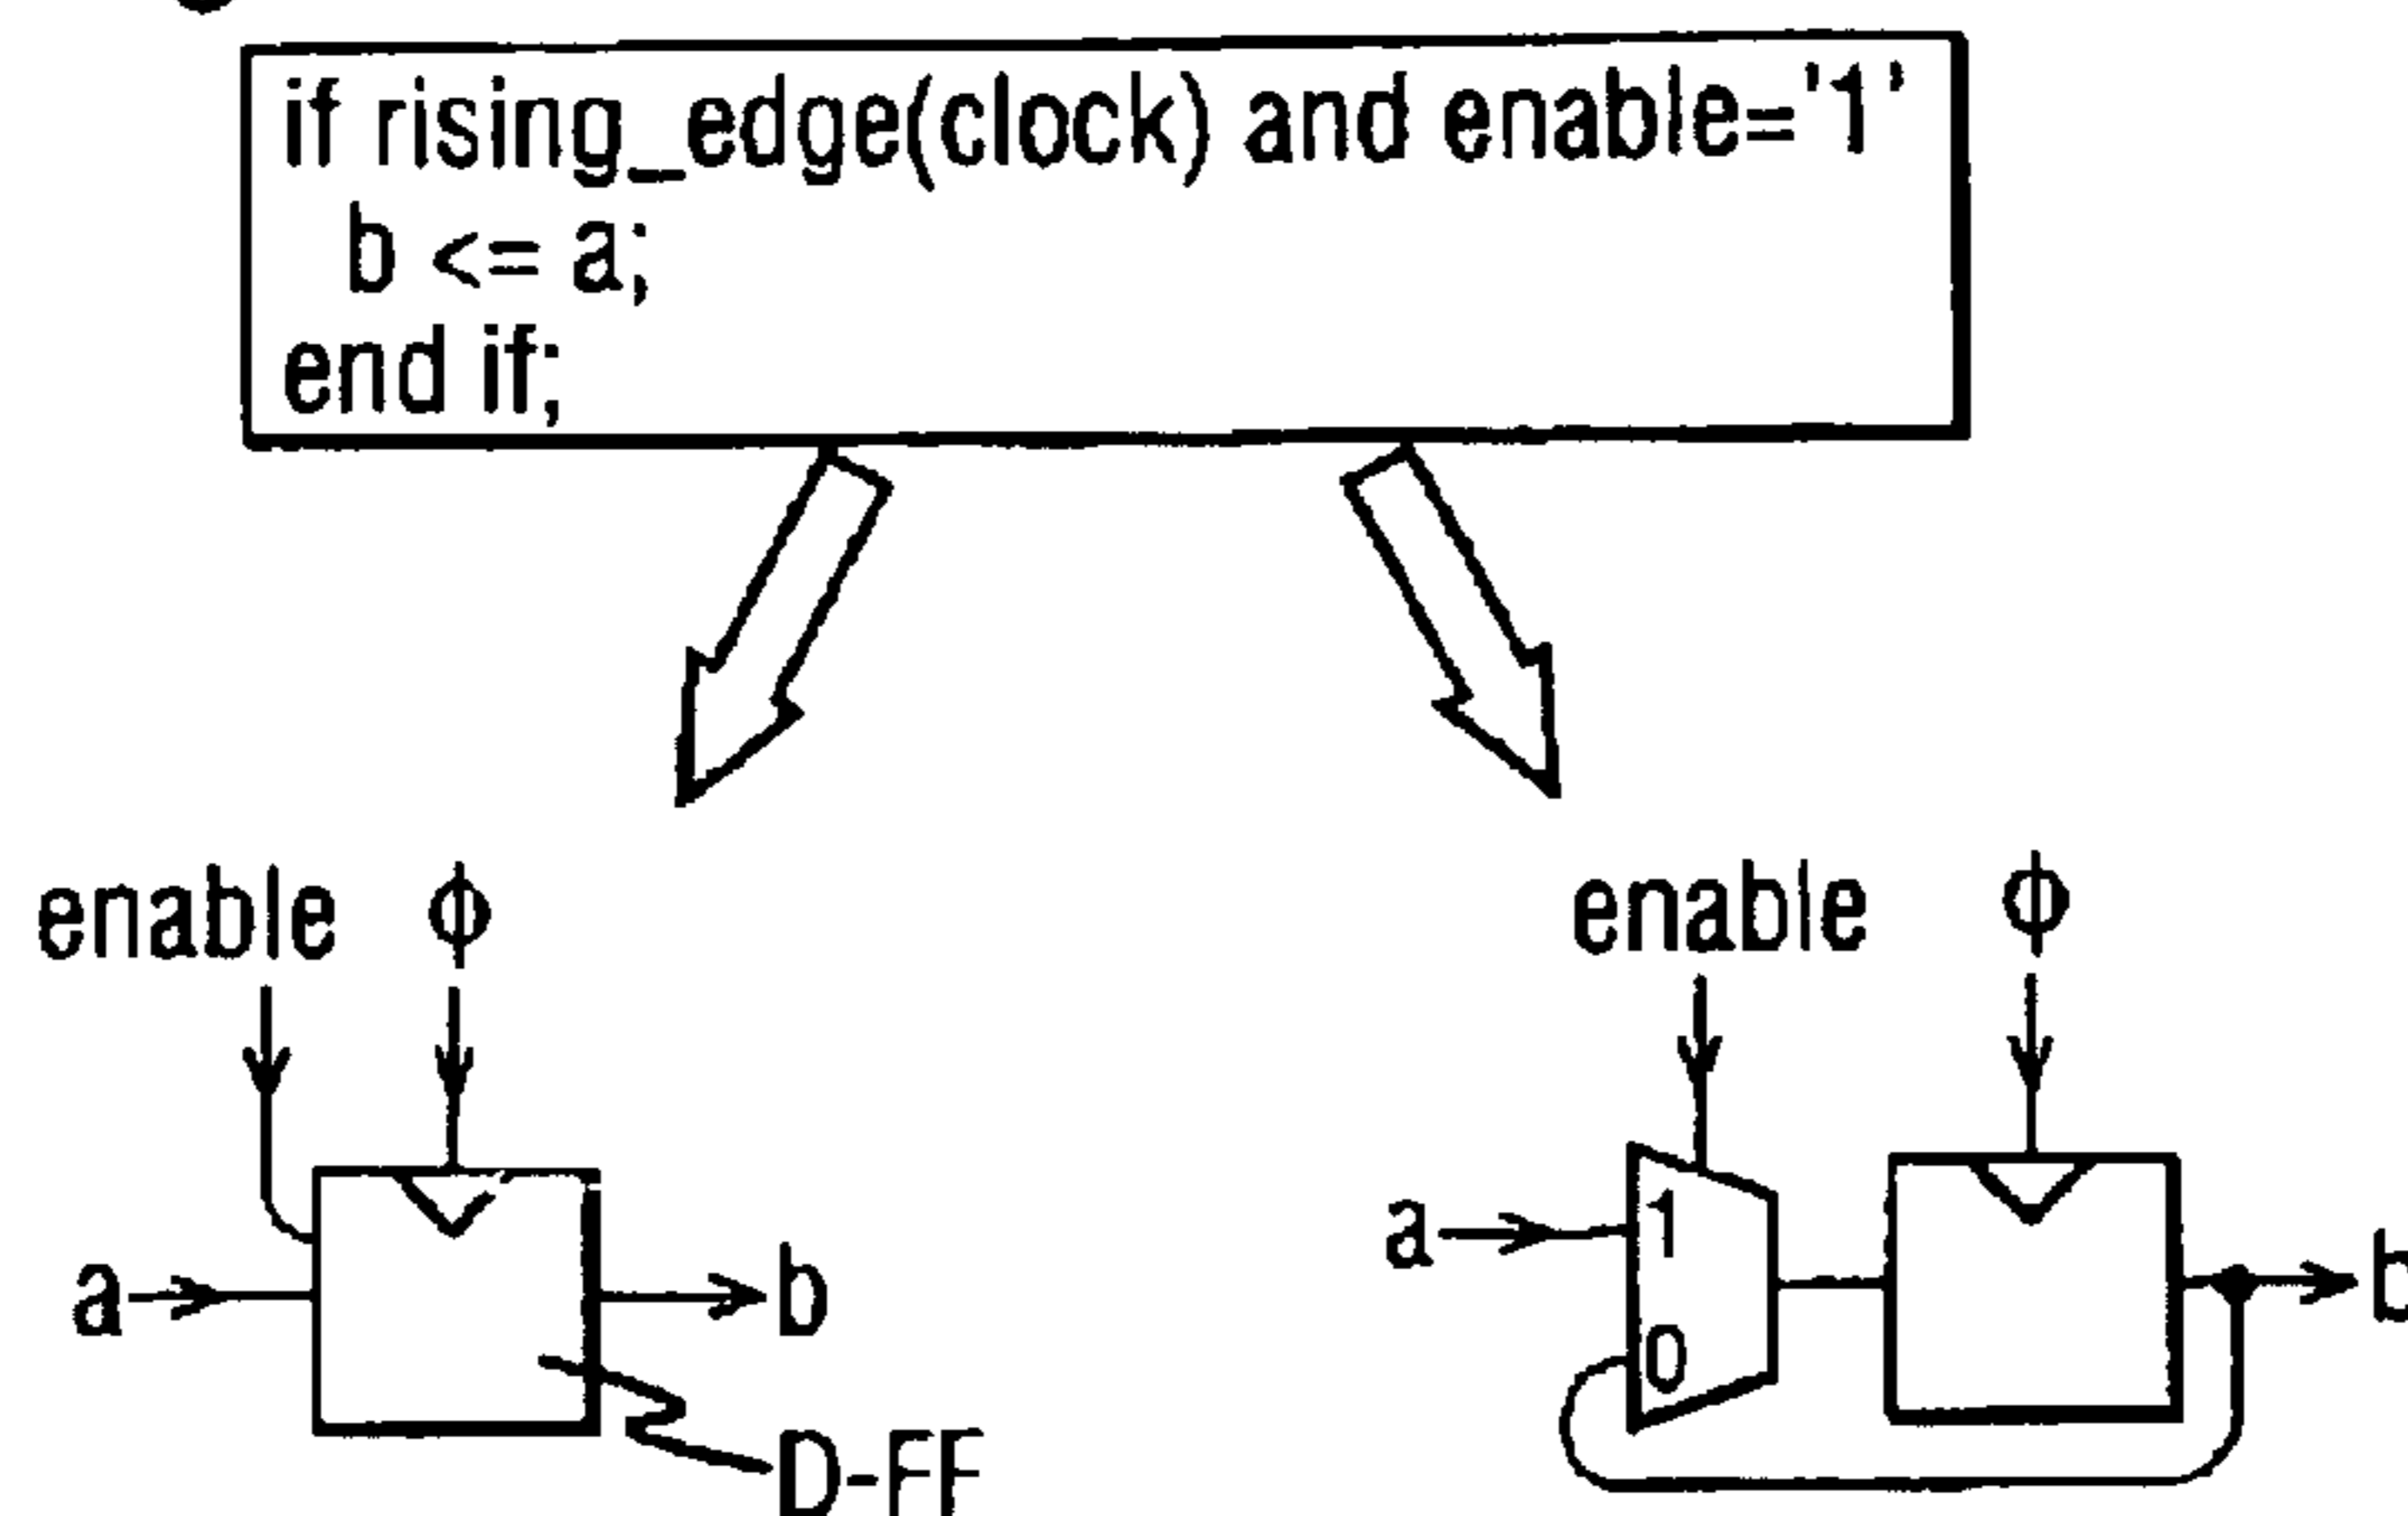 if rising_edge(clock) and enable='1'
b <= a;
end if;
enable ϕ
enable ϕ
a
b
D-FF
a
1
0
b